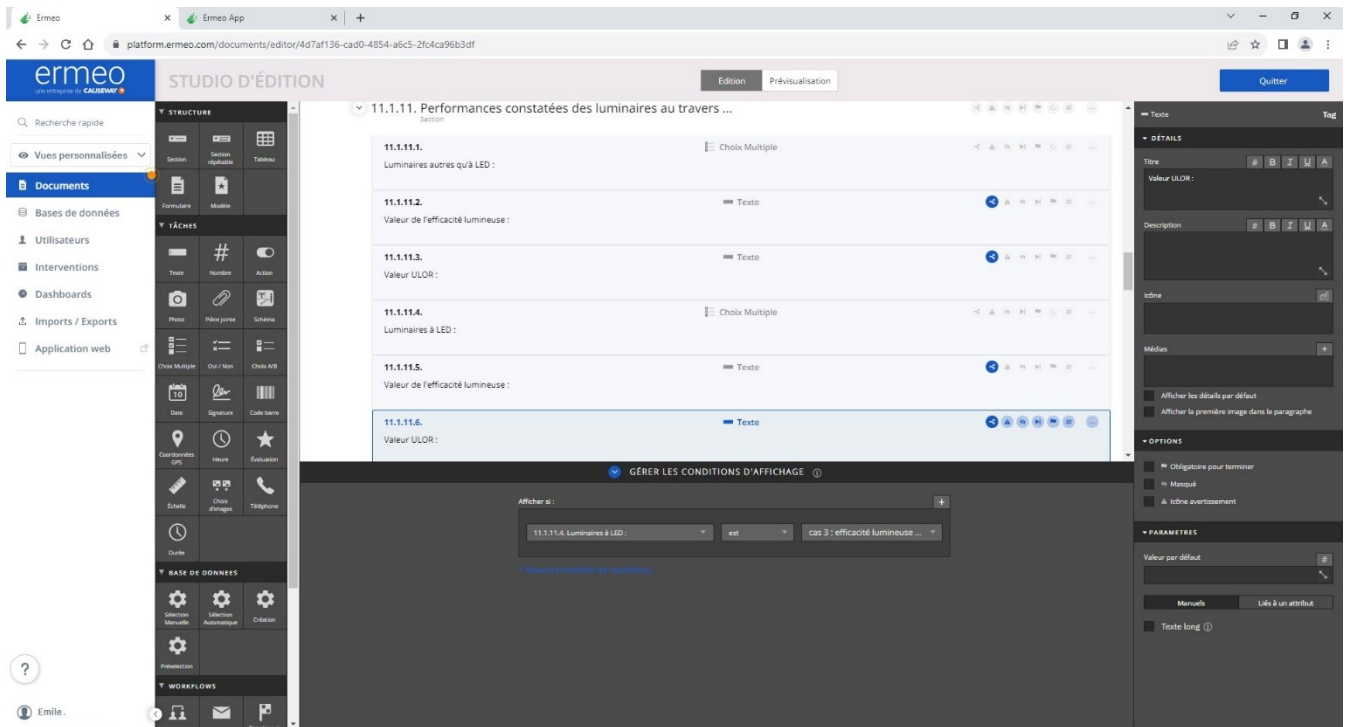 Ermeo
Ermeo App
platform.ermeo.com/documents/editor/4d7af136-cad0-4854-a6c5-2fc4ca96b3df
ermeo
une entreprise de CAUSEWAY
STUDIO D'ÉDITION
Edition
Prévisualisation
Quitter
Recherche rapide
Vues personnalisées
Documents
Bases de données
Utilisateurs
Interventions
Dashboards
Imports / Exports
Application web
?
Emile .
STRUCTURE
Section
Section répétable
Tableau
Formulaire
Modèle
TÂCHES
Texte
Nombre
Action
Photo
Pièce jointe
Schéma
Choix Multiple
Oui / Non
Choix A/B
Date
Signature
Code barre
Coordonnées GPS
Heure
Évaluation
Échelle
Choix d'images
Téléphone
Durée
BASE DE DONNEES
Sélection Manuelle
Sélection Automatique
Création
Présélection
WORKFLOWS
11.1.11. Performances constatées des luminaires au travers ...
Section
11.1.11.1.
Choix Multiple
Luminaires autres qu'à LED :
11.1.11.2.
Texte
Valeur de l'efficacité lumineuse :
11.1.11.3.
Texte
Valeur ULOR :
11.1.11.4.
Choix Multiple
Luminaires à LED :
11.1.11.5.
Texte
Valeur de l'efficacité lumineuse :
11.1.11.6.
Texte
Valeur ULOR :
GÉRER LES CONDITIONS D'AFFICHAGE
Afficher si :
11.1.11.4. Luminaires à LED :
est
cas 3 : efficacité lumineuse ...
Texte
Tag
DÉTAILS
Titre
# B I U A
Valeur ULOR :
Description
# B I U A
Icône
Médias
Afficher les détails par défaut
Afficher la première image dans le paragraphe
OPTIONS
Obligatoire pour terminer
Masqué
Icône avertissement
PARAMETRES
Valeur par défaut
#
Manuels
Liés à un attribut
Texte long